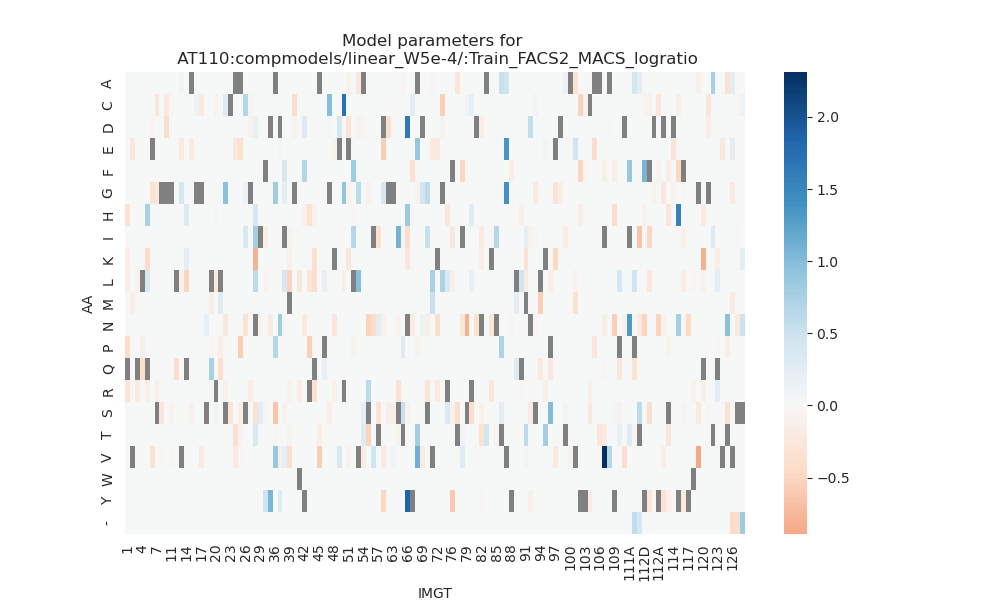 Model parameters for
AT110:compmodels/linear_W5e-4/:Train_FACS2_MACS_logratio
AA
A
C
D
E
F
G
H
I
K
L
M
N
P
Q
R
S
T
V
W
Y
-
1 4 7 11 14 17 20 23 26 29 36 39 42 45 48 51 54 57 63 66 69 72 76 79 82 85 88 91 94 97 100 103 106 109 111A 112D 112A 114 117 120 123 126
IMGT
2.0
1.5
1.0
0.5
0.0
−0.5